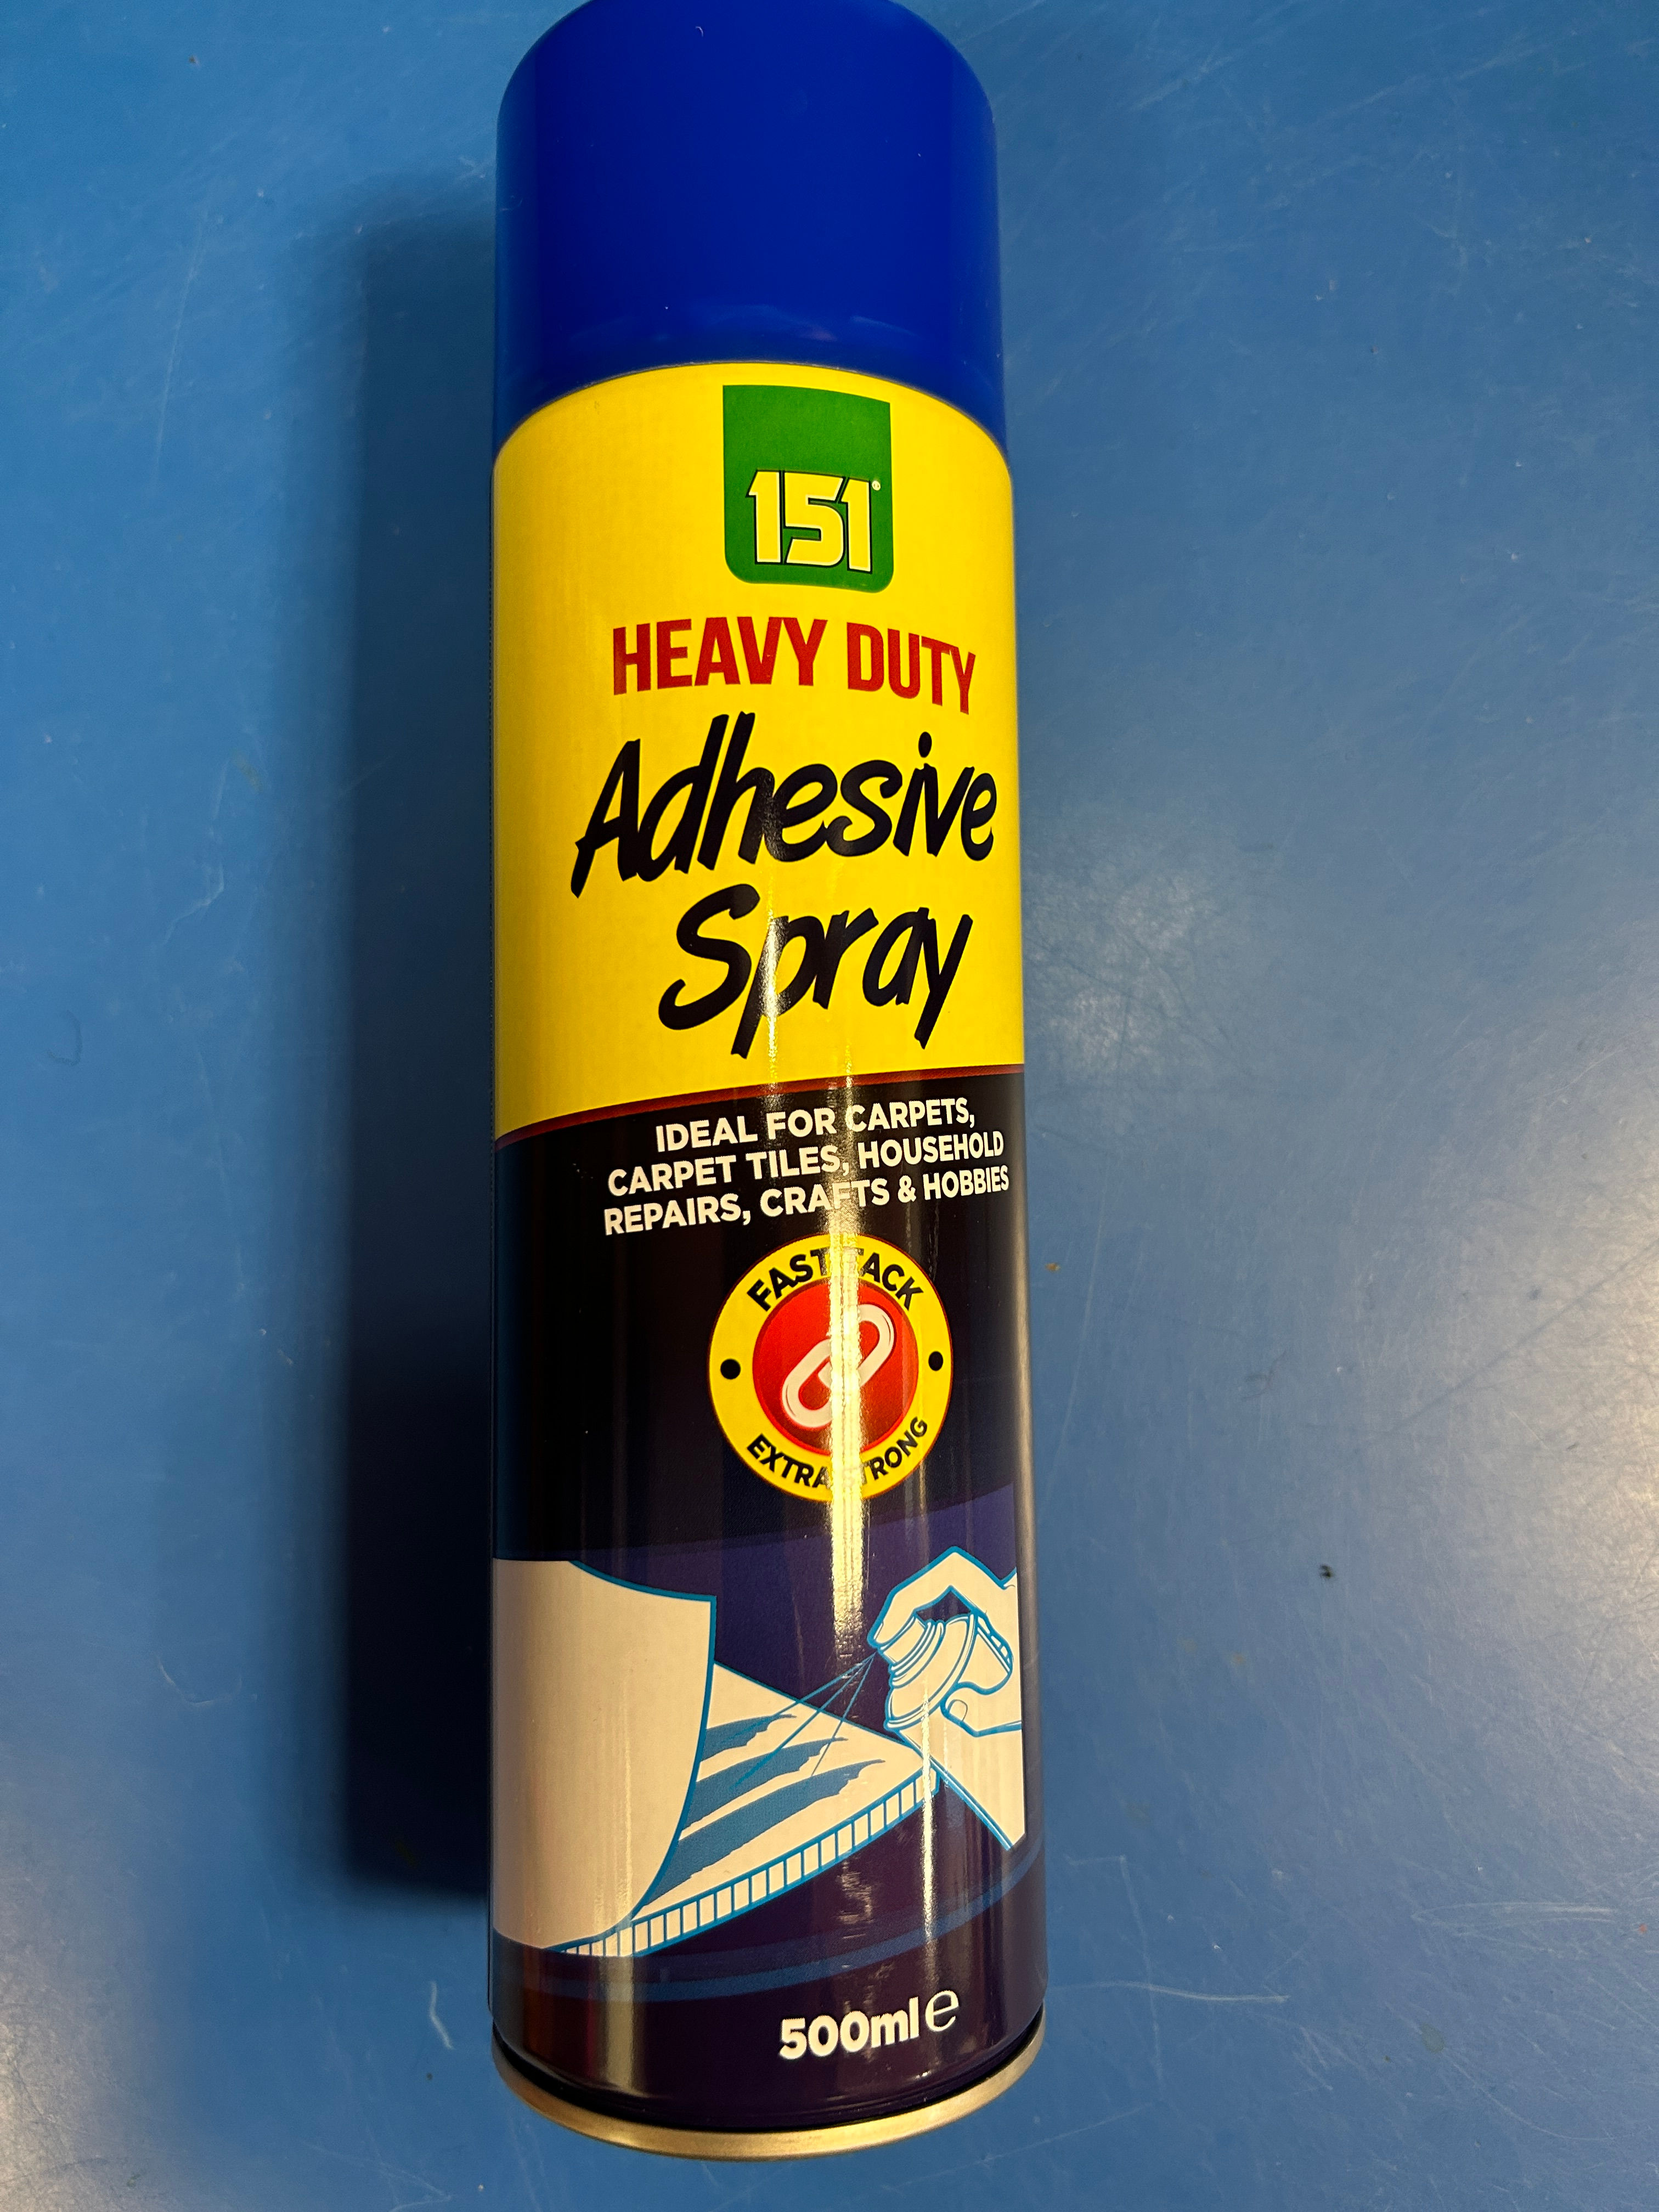 151
HEAVY DUTY
Adhesive
Spray
IDEAL FOR CARPETS,
CARPET TILES, HOUSEHOLD
REPAIRS, CRAFTS & HOBBIES
FAST TACK
EXTRA STRONG
500ml e